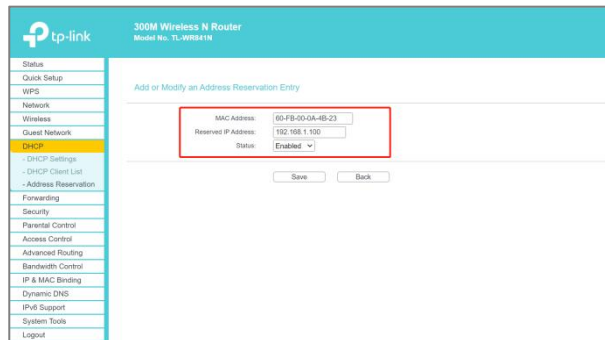 tp-link
300M Wireless N Router
Model No. TL-WR841N
Status
Quick Setup
WPS
Network
Wireless
Guest Network
DHCP
- DHCP Settings
- DHCP Client List
- Address Reservation
Forwarding
Security
Parental Control
Access Control
Advanced Routing
Bandwidth Control
IP & MAC Binding
Dynamic DNS
IPv6 Support
System Tools
Logout
Add or Modify an Address Reservation Entry
MAC Address: 60-FB-00-0A-4B-23
Reserved IP Address: 192.168.1.100
Status: Enabled
Save Back